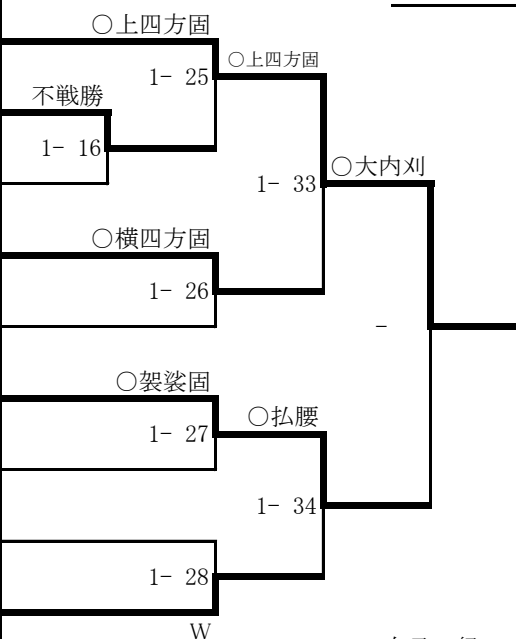 ○上四方固
1- 25
○上四方固
不戦勝
1- 16
1- 33
○大内刈
○横四方固
1- 26
-
○袈裟固
1- 27
○払腰
1- 34
1- 28
W